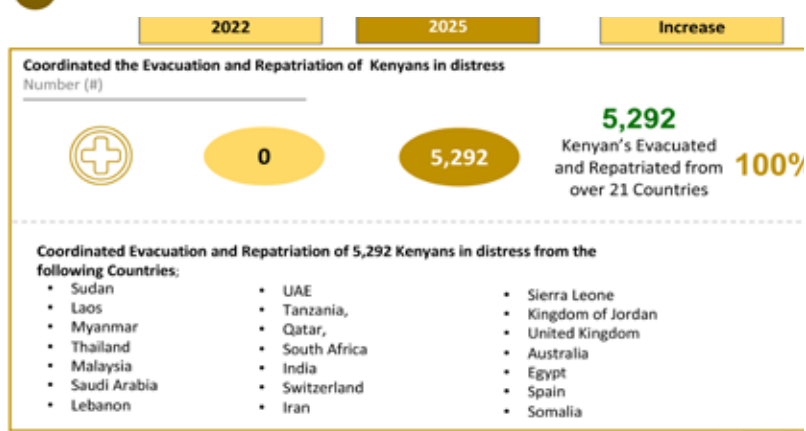 2022
2025
Increase
Coordinated the Evacuation and Repatriation of Kenyans in distress
Number (#)
0
5,292
5,292
Kenyan's Evacuated
and Repatriated from
over 21 Countries
100%
Coordinated Evacuation and Repatriation of 5,292 Kenyans in distress from the
following Countries;
• Sudan
• Laos
• Myanmar
• Thailand
• Malaysia
• Saudi Arabia
• Lebanon
• UAE
• Tanzania,
• Qatar,
• South Africa
• India
• Switzerland
• Iran
• Sierra Leone
• Kingdom of Jordan
• United Kingdom
• Australia
• Egypt
• Spain
• Somalia